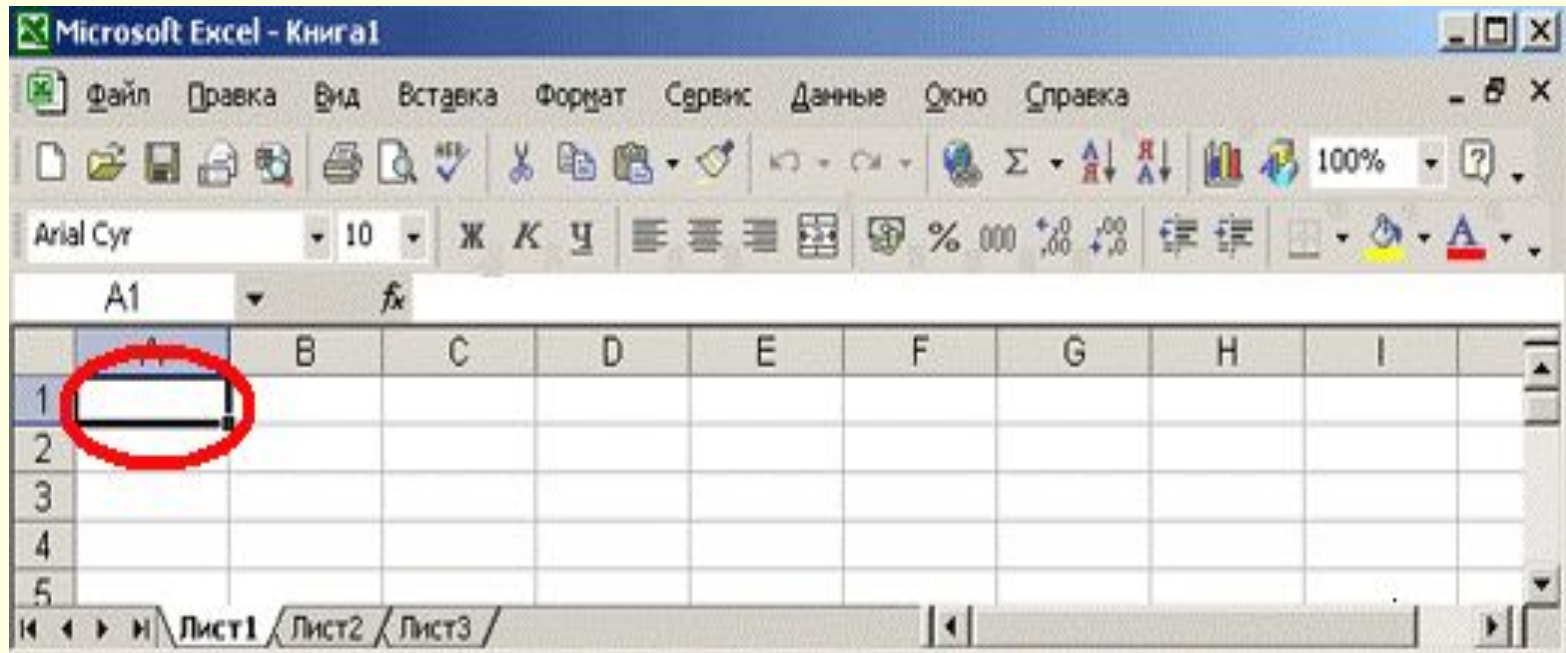 Microsoft Excel - Книга1
Файл Правка Вид Вставка Формат Сервис Данные Окно Справка
100%
Arial Cyr 10 Ж К Ч % 000
A1 fx
A B C D E F G H I
1
2
3
4
5
Лист1 Лист2 Лист3